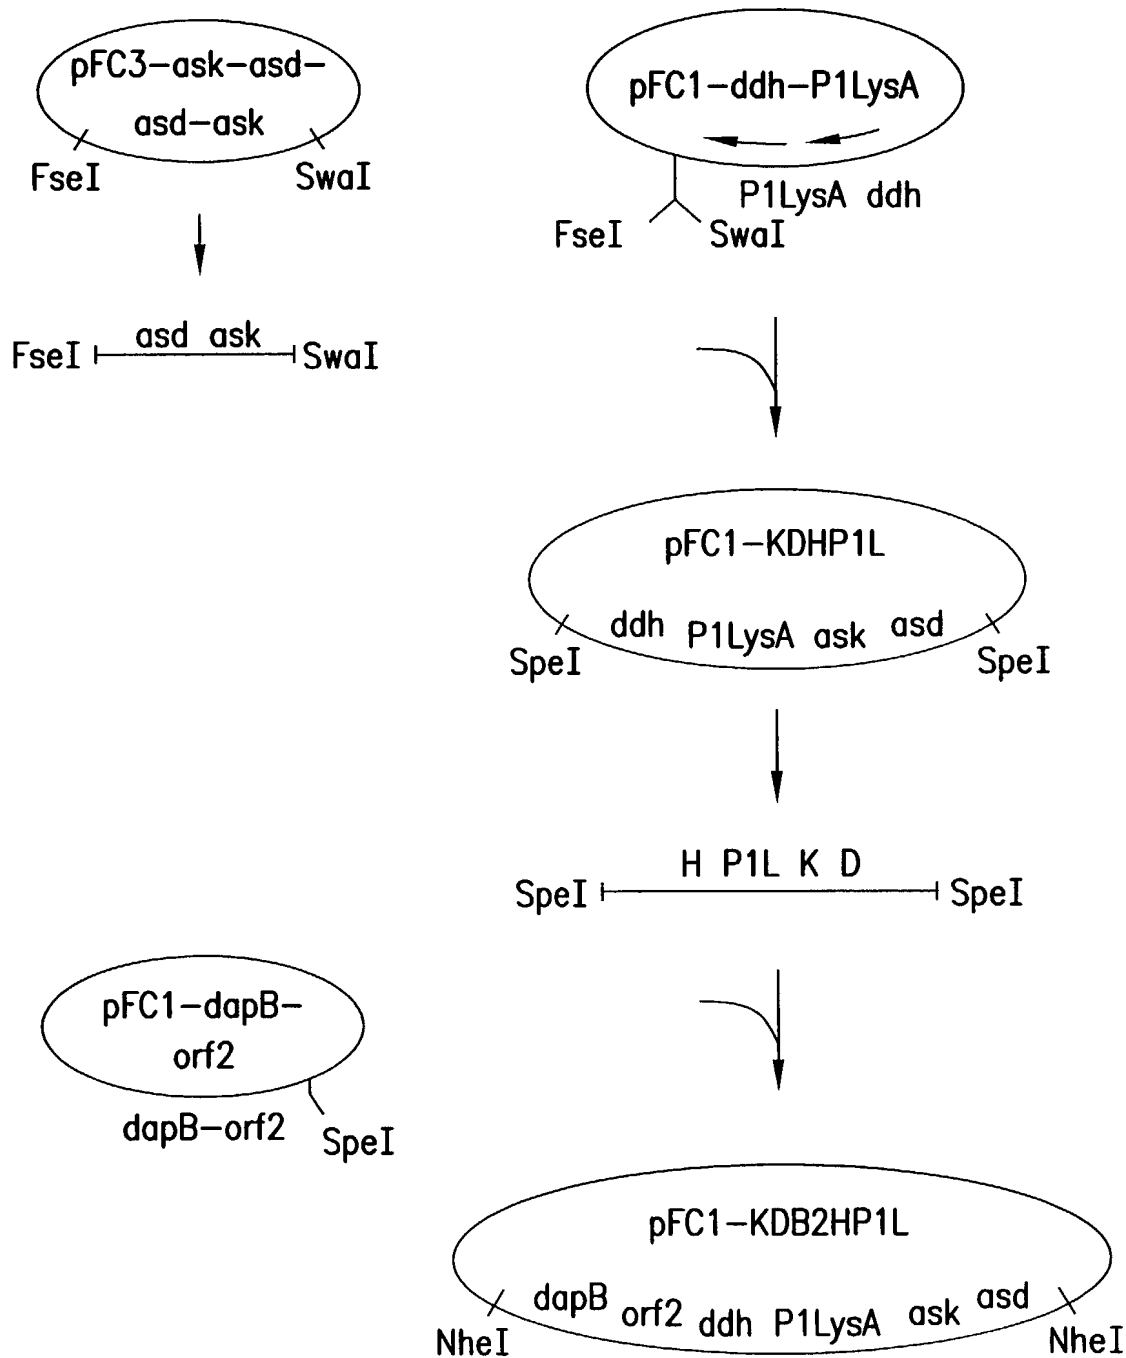 pFC3-ask-asd-
asd-ask
FseI
SwaI
pFC1-ddh-P1LysA
P1LysA ddh
FseI
SwaI
FseI
asd ask
SwaI
pFC1-KDHP1L
ddh P1LysA ask asd
SpeI
SpeI
H P1L K D
SpeI
SpeI
pFC1-dapB-
orf2
dapB-orf2
SpeI
pFC1-KDB2HP1L
dapB orf2 ddh P1LysA ask asd
NheI
NheI